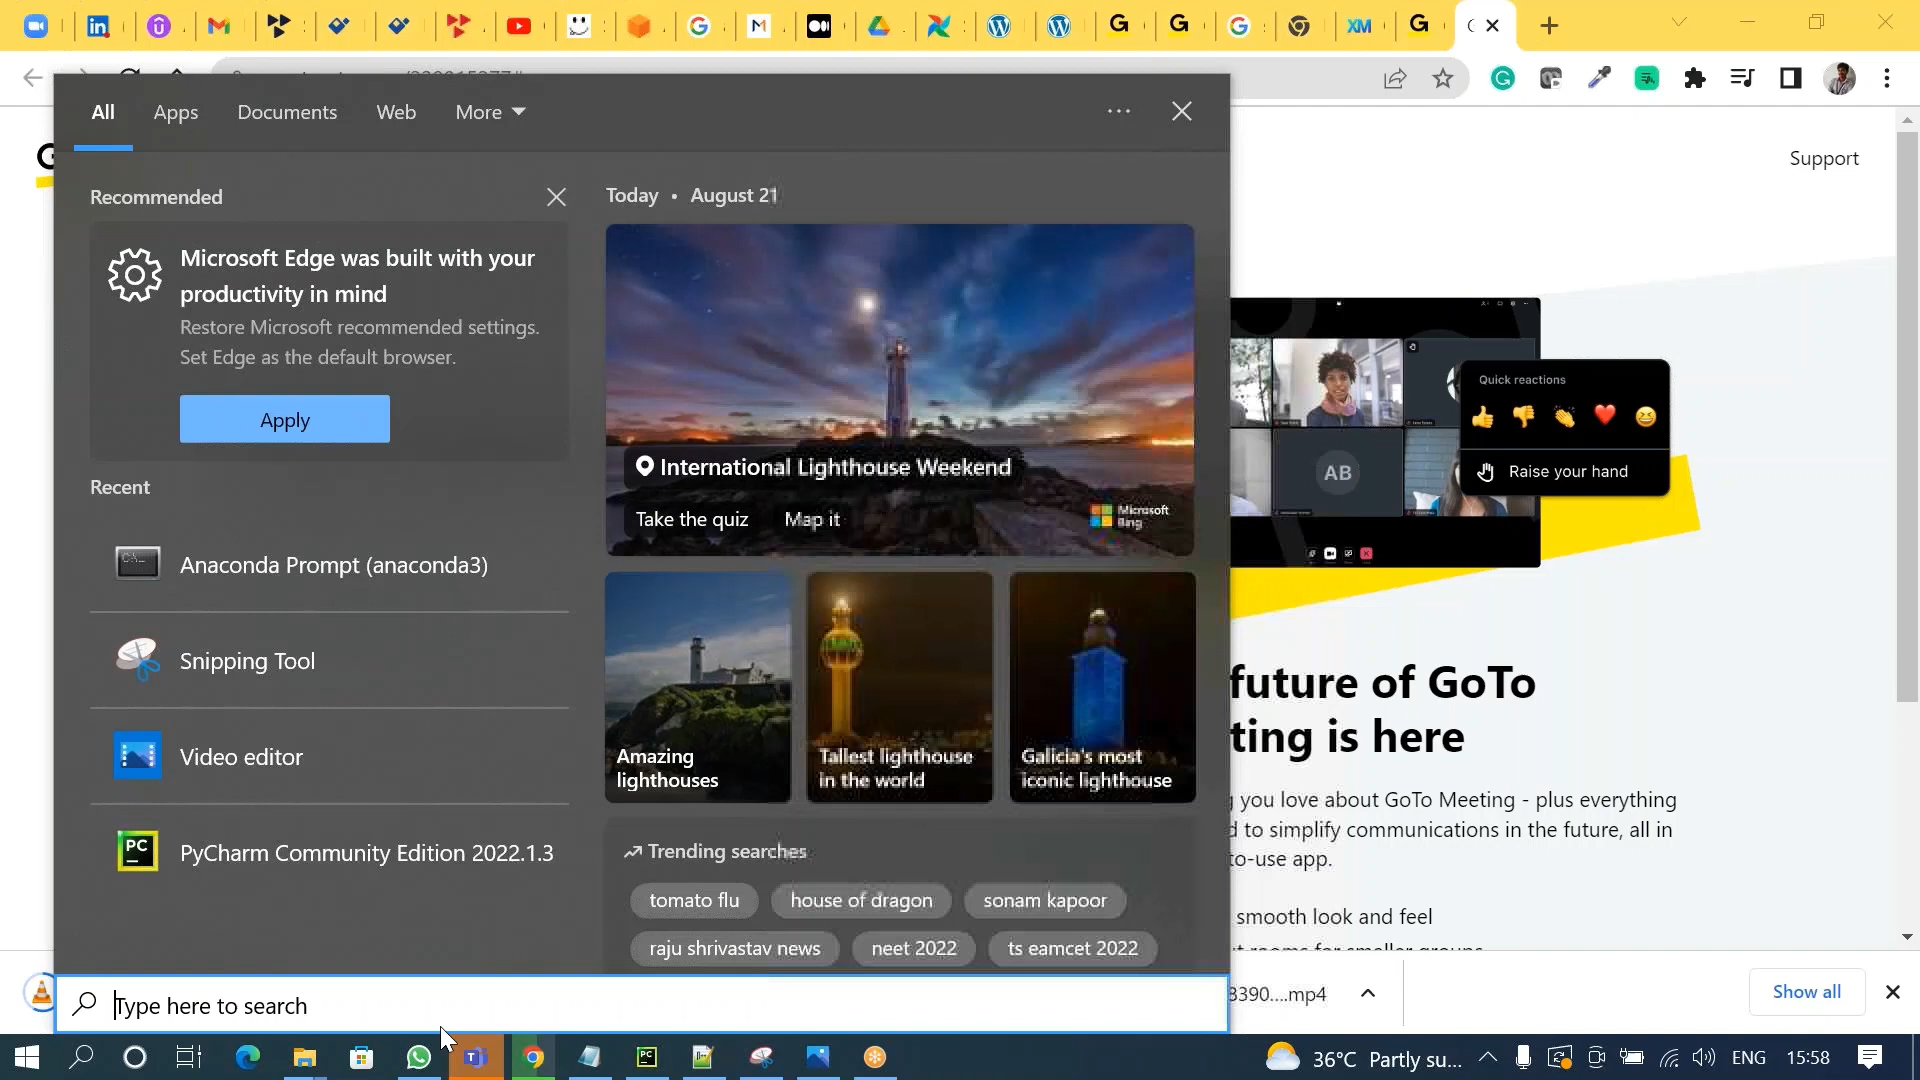 All
Apps
Documents
Web
More
Support
Recommended
Microsoft Edge was built with your
productivity in mind
Restore Microsoft recommended settings.
Set Edge as the default browser.
Apply
Recent
Anaconda Prompt (anaconda3)
Snipping Tool
Video editor
PyCharm Community Edition 2022.1.3
Today • August 21
International Lighthouse Weekend
Take the quiz
Map it
Microsoft
Bing
Amazing
lighthouses
Tallest lighthouse
in the world
Galicia's most
iconic lighthouse
Trending searches
tomato flu
house of dragon
sonam kapoor
raju shrivastav news
neet 2022
ts eamcet 2022
Quick reactions
Raise your hand
AB
future of GoTo
ting is here
you love about GoTo Meeting - plus everything
to simplify communications in the future, all in
to-use app.
smooth look and feel
3390....mp4
Show all
Type here to search
36°C Partly su...
ENG
15:58